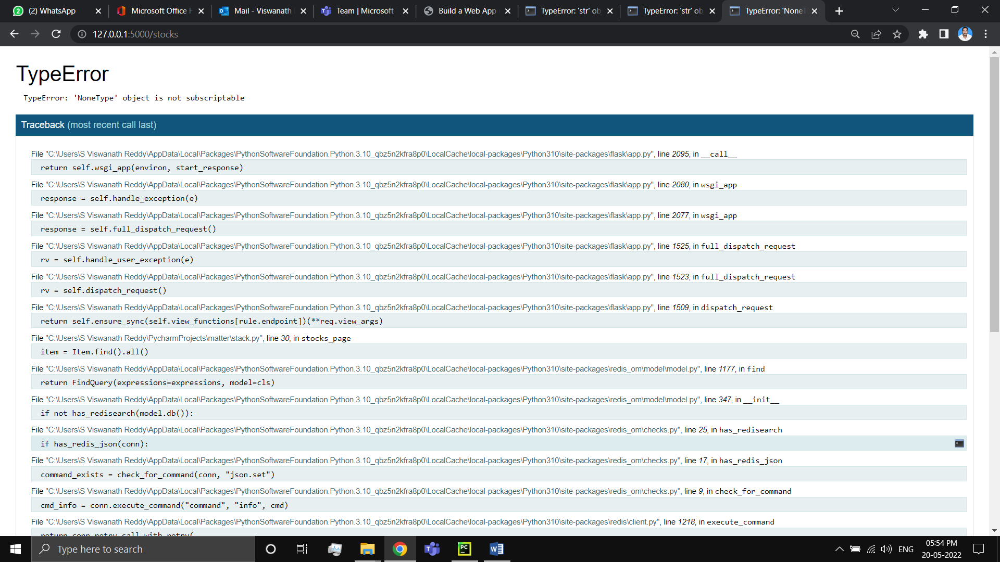 (2) WhatsApp
Microsoft Office H
Mail - Viswanath
Team | Microsoft T
Build a Web App
TypeError: 'str' ob
TypeError: 'str' ob
TypeError: 'NoneT
127.0.0.1:5000/stocks
TypeError
TypeError: 'NoneType' object is not subscriptable
Traceback (most recent call last)
File "C:\Users\S Viswanath Reddy\AppData\Local\Packages\PythonSoftwareFoundation.Python.3.10_qbz5n2kfra8p0\LocalCache\local-packages\Python310\site-packages\flask\app.py", line 2095, in __call__
return self.wsgi_app(environ, start_response)
File "C:\Users\S Viswanath Reddy\AppData\Local\Packages\PythonSoftwareFoundation.Python.3.10_qbz5n2kfra8p0\LocalCache\local-packages\Python310\site-packages\flask\app.py", line 2080, in wsgi_app
response = self.handle_exception(e)
File "C:\Users\S Viswanath Reddy\AppData\Local\Packages\PythonSoftwareFoundation.Python.3.10_qbz5n2kfra8p0\LocalCache\local-packages\Python310\site-packages\flask\app.py", line 2077, in wsgi_app
response = self.full_dispatch_request()
File "C:\Users\S Viswanath Reddy\AppData\Local\Packages\PythonSoftwareFoundation.Python.3.10_qbz5n2kfra8p0\LocalCache\local-packages\Python310\site-packages\flask\app.py", line 1525, in full_dispatch_request
rv = self.handle_user_exception(e)
File "C:\Users\S Viswanath Reddy\AppData\Local\Packages\PythonSoftwareFoundation.Python.3.10_qbz5n2kfra8p0\LocalCache\local-packages\Python310\site-packages\flask\app.py", line 1523, in full_dispatch_request
rv = self.dispatch_request()
File "C:\Users\S Viswanath Reddy\AppData\Local\Packages\PythonSoftwareFoundation.Python.3.10_qbz5n2kfra8p0\LocalCache\local-packages\Python310\site-packages\flask\app.py", line 1509, in dispatch_request
return self.ensure_sync(self.view_functions[rule.endpoint])(**req.view_args)
File "C:\Users\S Viswanath Reddy\PycharmProjects\matter\stack.py", line 30, in stocks_page
item = Item.find().all()
File "C:\Users\S Viswanath Reddy\AppData\Local\Packages\PythonSoftwareFoundation.Python.3.10_qbz5n2kfra8p0\LocalCache\local-packages\Python310\site-packages\redis_om\model\model.py", line 1177, in find
return FindQuery(expressions=expressions, model=cls)
File "C:\Users\S Viswanath Reddy\AppData\Local\Packages\PythonSoftwareFoundation.Python.3.10_qbz5n2kfra8p0\LocalCache\local-packages\Python310\site-packages\redis_om\model\model.py", line 347, in __init__
if not has_redisearch(model.db()):
File "C:\Users\S Viswanath Reddy\AppData\Local\Packages\PythonSoftwareFoundation.Python.3.10_qbz5n2kfra8p0\LocalCache\local-packages\Python310\site-packages\redis_om\checks.py", line 25, in has_redisearch
if has_redis_json(conn):
File "C:\Users\S Viswanath Reddy\AppData\Local\Packages\PythonSoftwareFoundation.Python.3.10_qbz5n2kfra8p0\LocalCache\local-packages\Python310\site-packages\redis_om\checks.py", line 17, in has_redis_json
command_exists = check_for_command(conn, "json.set")
File "C:\Users\S Viswanath Reddy\AppData\Local\Packages\PythonSoftwareFoundation.Python.3.10_qbz5n2kfra8p0\LocalCache\local-packages\Python310\site-packages\redis_om\checks.py", line 9, in check_for_command
cmd_info = conn.execute_command("command", "info", cmd)
File "C:\Users\S Viswanath Reddy\AppData\Local\Packages\PythonSoftwareFoundation.Python.3.10_qbz5n2kfra8p0\LocalCache\local-packages\Python310\site-packages\redis\client.py", line 1218, in execute_command
return conn.retry.call_with_retry(
Type here to search
ENG
05:54 PM
20-05-2022